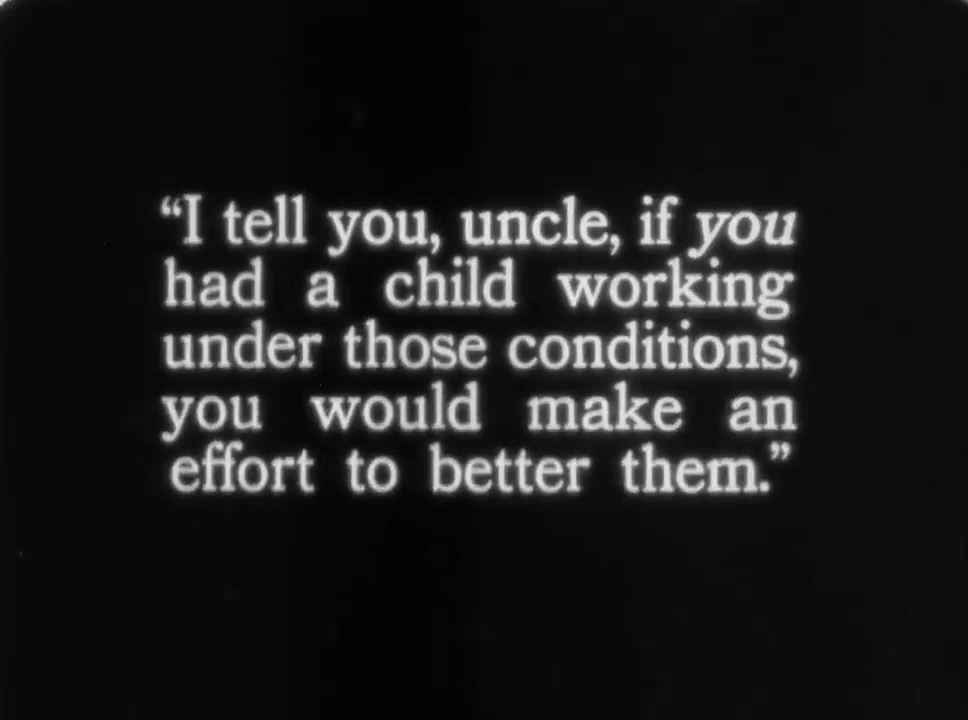 “I tell you, uncle, if you
had a child working
under those conditions,
you would make an
effort to better them.”